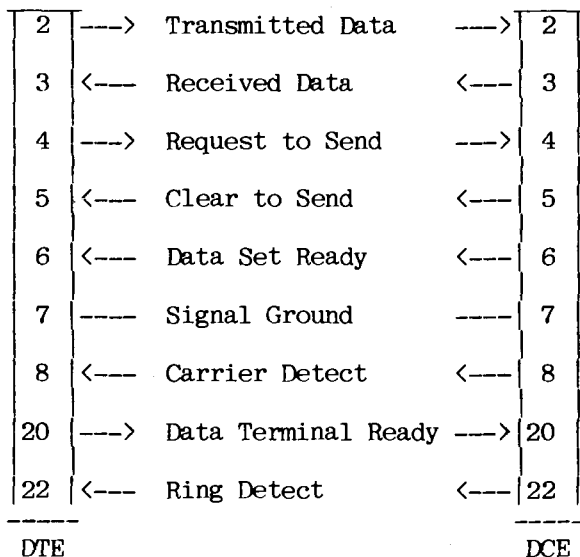 2 ---> Transmitted Data ---> 2
3 <--- Received Data <--- 3
4 ---> Request to Send ---> 4
5 <--- Clear to Send <--- 5
6 <--- Data Set Ready <--- 6
7 ---- Signal Ground ---- 7
8 <--- Carrier Detect <--- 8
20 ---> Data Terminal Ready ---> 20
22 <--- Ring Detect <--- 22
DTE DCE